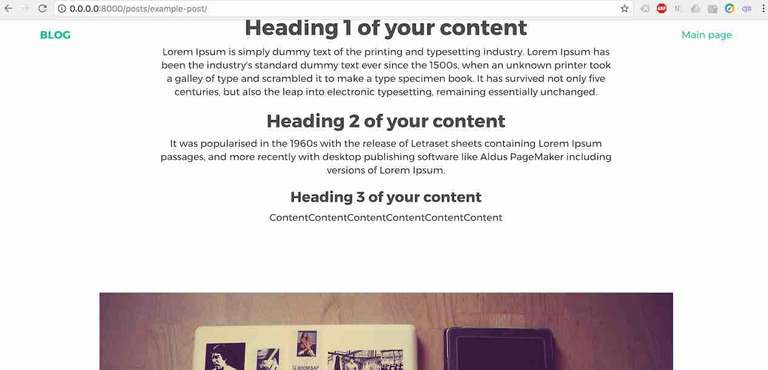 0.0.0.0:8000/posts/example-post/
ABP
BLOG
Main page
Heading 1 of your content
Lorem Ipsum is simply dummy text of the printing and typesetting industry. Lorem Ipsum has
been the industry's standard dummy text ever since the 1500s, when an unknown printer took
a galley of type and scrambled it to make a type specimen book. It has survived not only five
centuries, but also the leap into electronic typesetting, remaining essentially unchanged.
Heading 2 of your content
It was popularised in the 1960s with the release of Letraset sheets containing Lorem Ipsum
passages, and more recently with desktop publishing software like Aldus PageMaker including
versions of Lorem Ipsum.
Heading 3 of your content
ContentContentContentContentContentContent